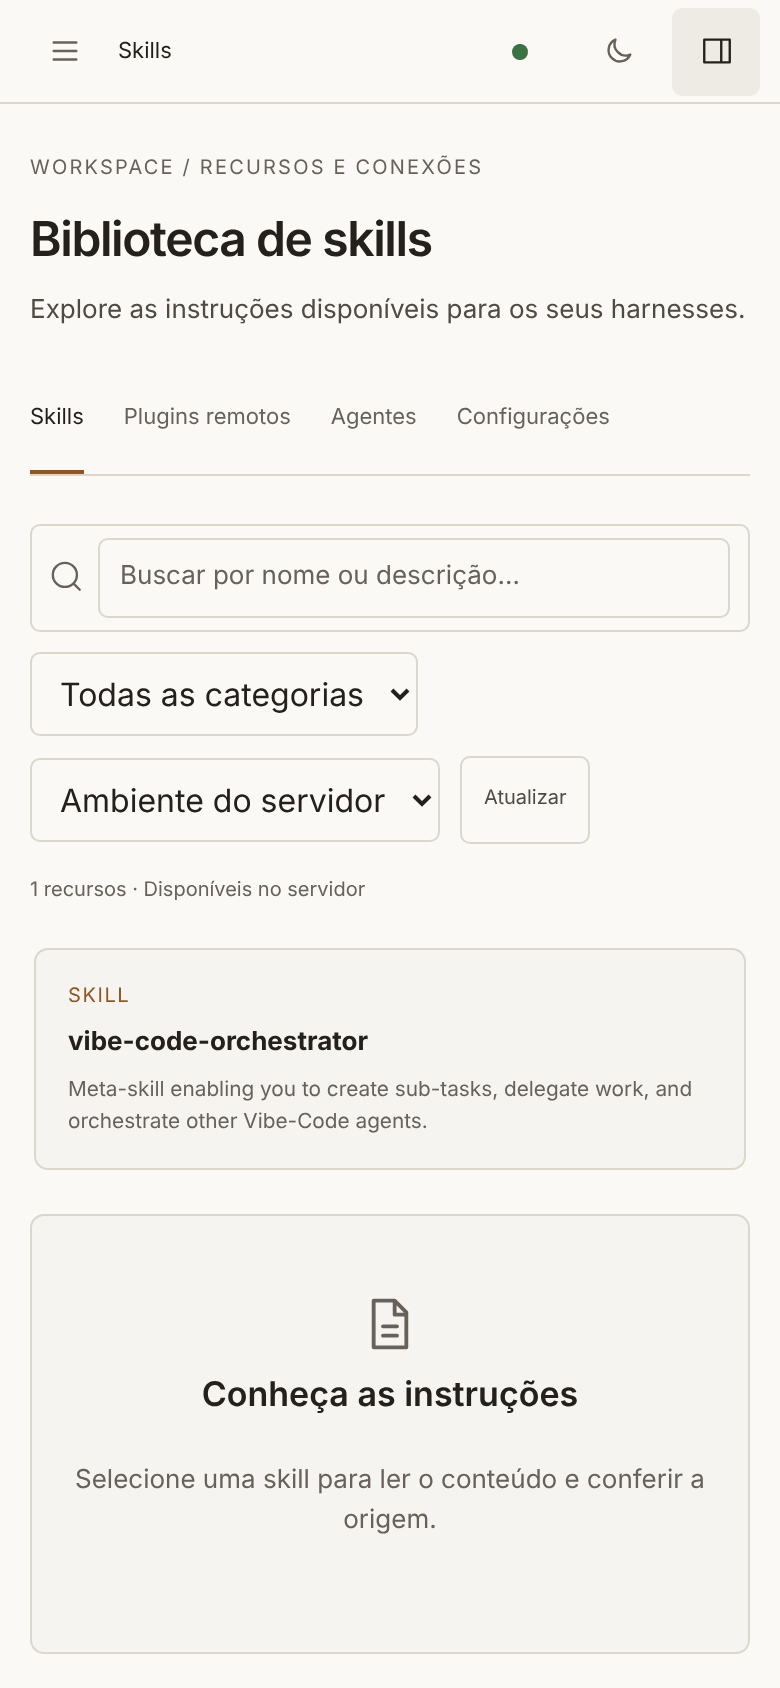 Skills
WORKSPACE / RECURSOS E CONEXÕES
Biblioteca de skills
Explore as instruções disponíveis para os seus harnesses.
Skills Plugins remotos Agentes Configurações
Buscar por nome ou descrição...
Todas as categorias
Ambiente do servidor Atualizar
1 recursos · Disponíveis no servidor
SKILL
vibe-code-orchestrator
Meta-skill enabling you to create sub-tasks, delegate work, and
orchestrate other Vibe-Code agents.
Conheça as instruções
Selecione uma skill para ler o conteúdo e conferir a
origem.